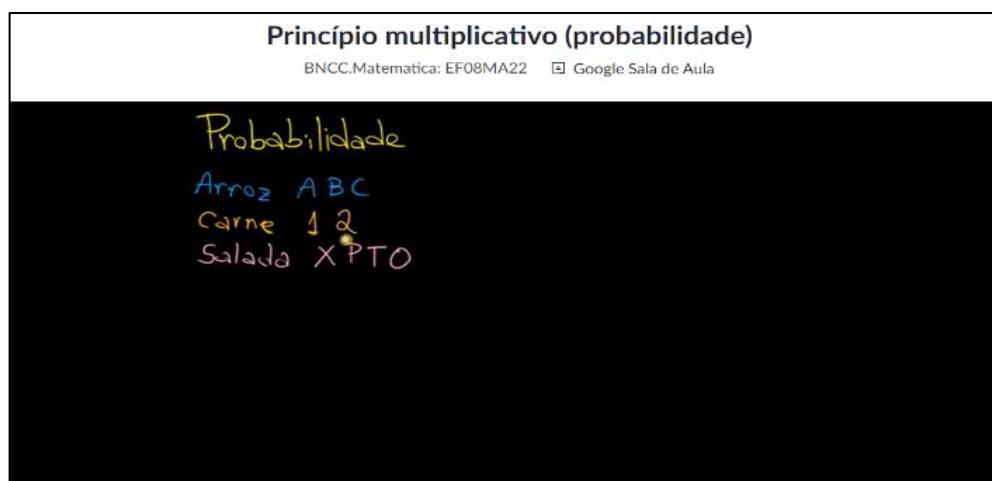 Princípio multiplicativo (probabilidade)
BNCC.Matematica: EF08MA22 Google Sala de Aula
Probabilidade
Arroz A B C
Carne 1 2
Salada X P T O